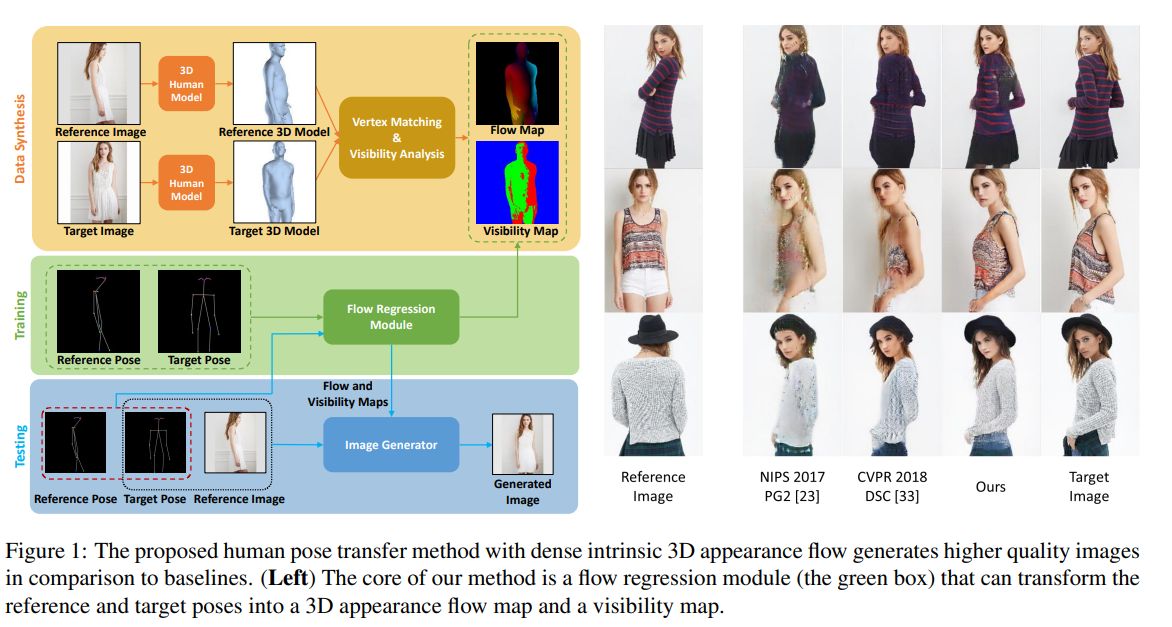 Data Synthesis
Reference Image
3D
Human
Model
Reference 3D Model
Target Image
3D
Human
Model
Target 3D Model
Vertex Matching
&
Visibility Analysis
Flow Map
Visibility Map
Training
Reference Pose
Target Pose
Flow Regression
Module
Testing
Flow and
Visibility Maps
Reference Pose
Target Pose
Reference Image
Image Generator
Generated
Image
Reference
Image
NIPS 2017
PG2 [23]
CVPR 2018
DSC [33]
Ours
Target
Image
Figure 1: The proposed human pose transfer method with dense intrinsic 3D appearance flow generates higher quality images
in comparison to baselines. (Left) The core of our method is a flow regression module (the green box) that can transform the
reference and target poses into a 3D appearance flow map and a visibility map.